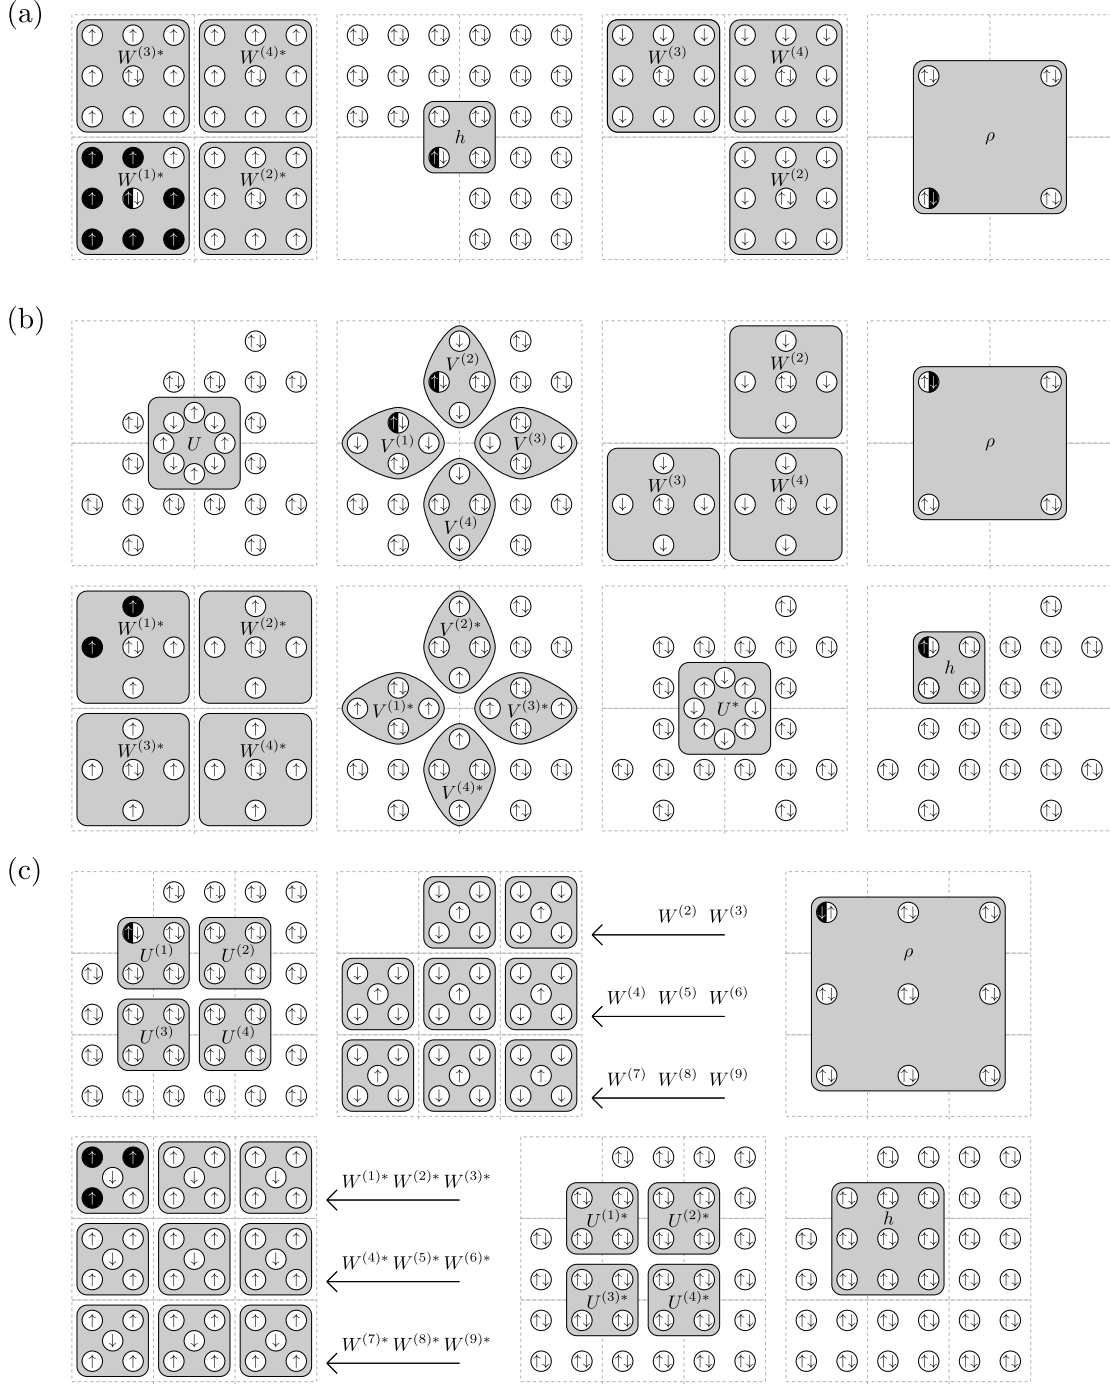 (a)
W^{(3)*} W^{(4)*} W^{(3)} W^{(4)}
h ρ
W^{(1)*} W^{(2)*} W^{(2)}
(b)
V^{(2)} W^{(2)}
U V^{(1)} V^{(3)} ρ
W^{(3)} W^{(4)}
V^{(4)}
W^{(1)*} W^{(2)*} V^{(2)*}
h
V^{(1)*} V^{(3)*} U^{*}
W^{(3)*} W^{(4)*}
V^{(4)*}
(c)
W^{(2)} W^{(3)}
U^{(1)} U^{(2)} ρ
W^{(4)} W^{(5)} W^{(6)}
U^{(3)} U^{(4)}
W^{(7)} W^{(8)} W^{(9)}
W^{(1)*} W^{(2)*} W^{(3)*}
U^{(1)*} U^{(2)*} h
W^{(4)*} W^{(5)*} W^{(6)*}
U^{(3)*} U^{(4)*}
W^{(7)*} W^{(8)*} W^{(9)*}